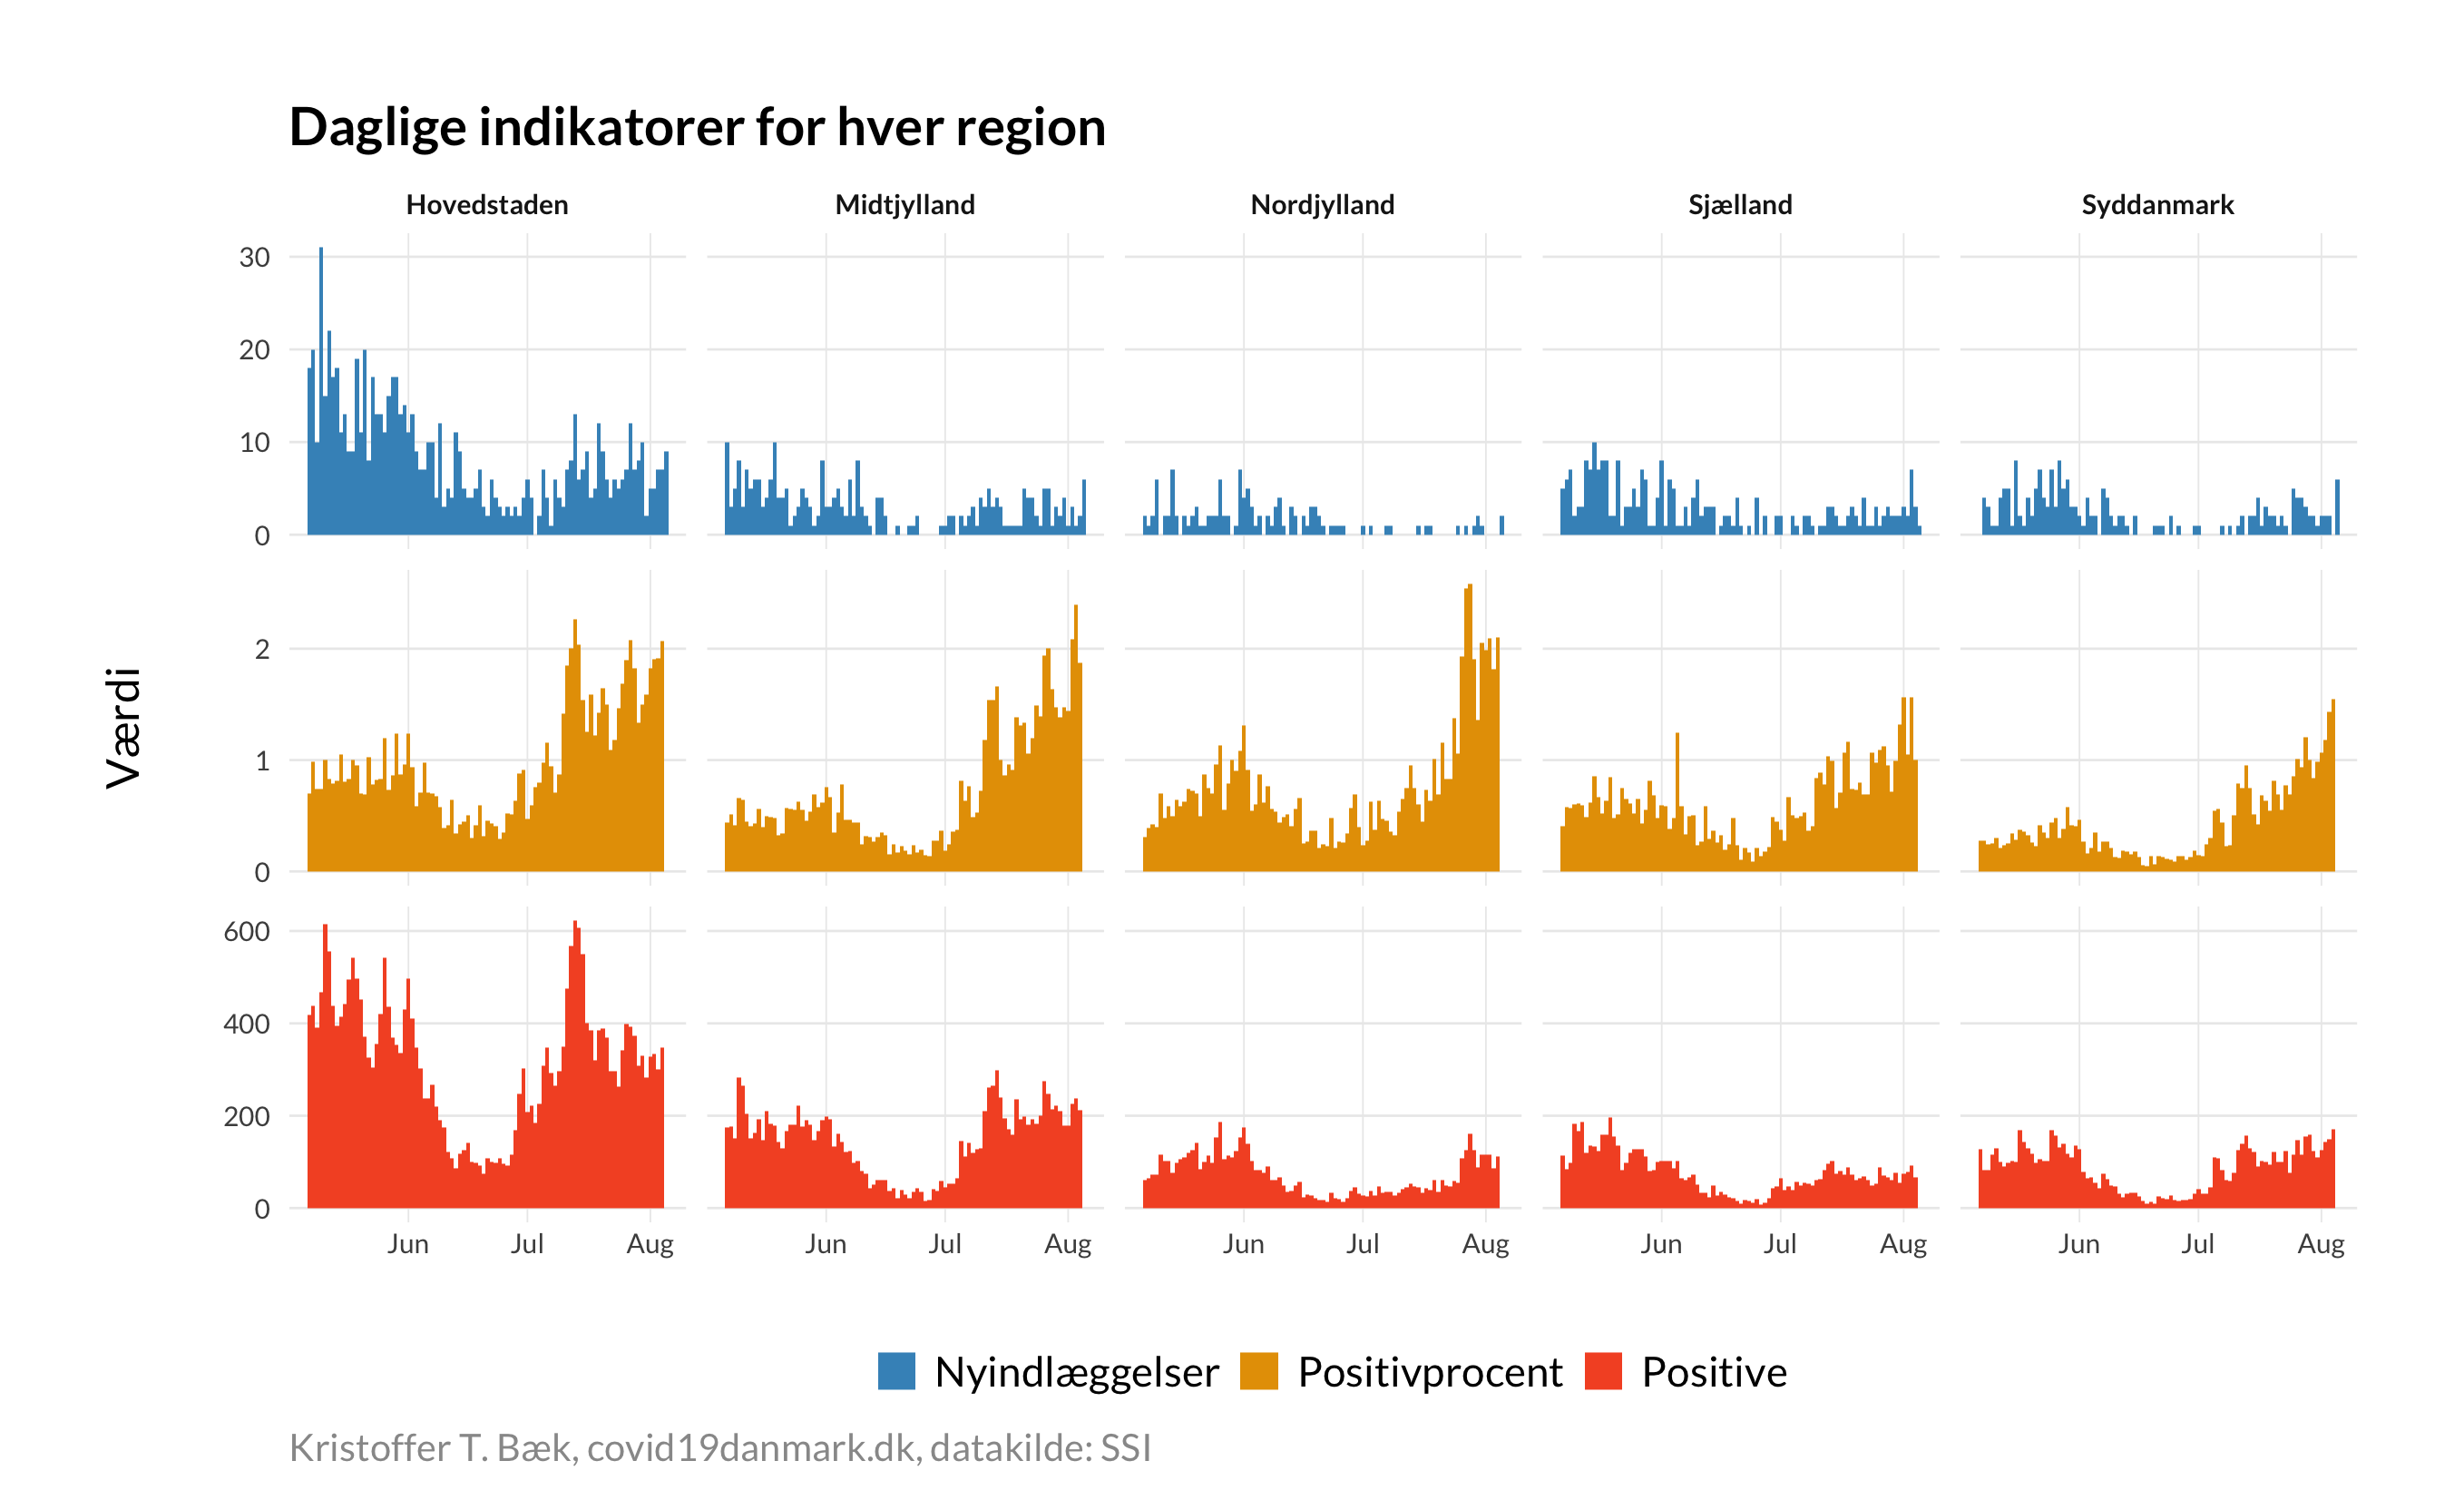 Daglige indikatorer for hver region
Hovedstaden Midtjylland Nordjylland Sjælland Syddanmark
30
20
10
0
2
1
0
600
400
200
0
Værdi
Jun Jul Aug Jun Jul Aug Jun Jul Aug Jun Jul Aug Jun Jul Aug
Nyindlæggelser Positivprocent Positive
Kristoffer T. Bæk, covid19danmark.dk, datakilde: SSI